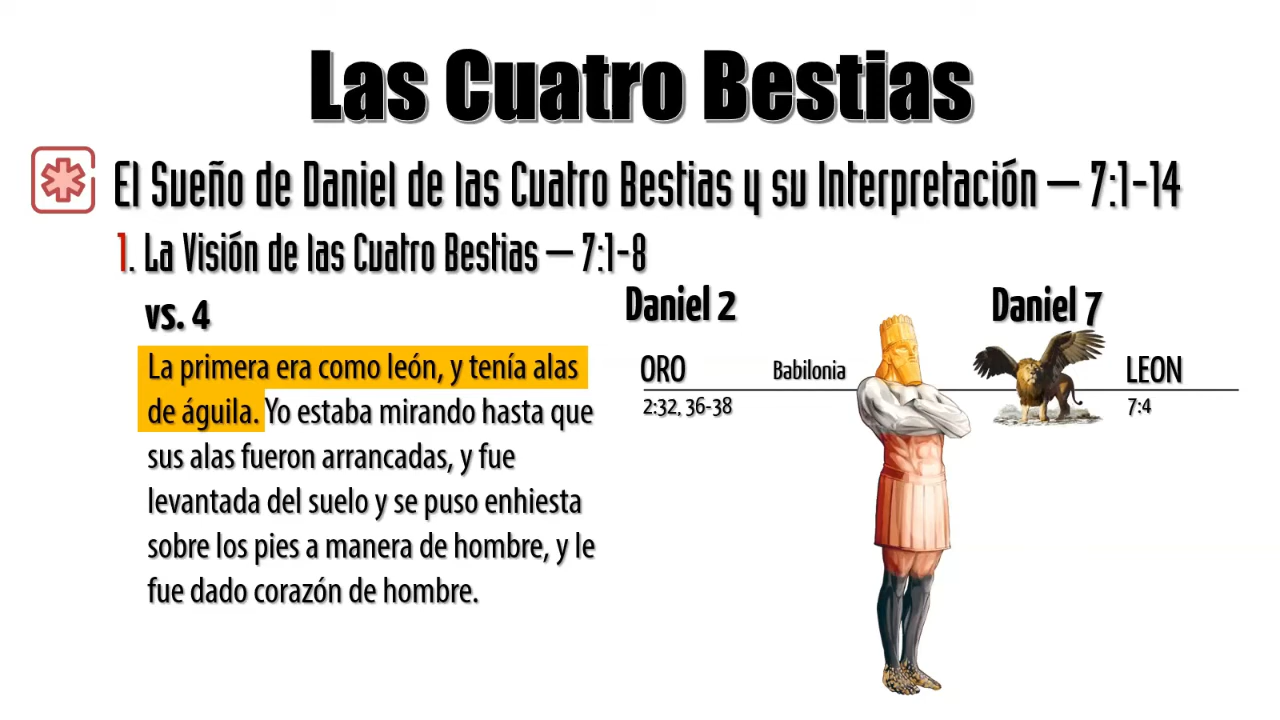 Las Cuatro Bestias
El Sueño de Daniel de las Cuatro Bestias y su Interpretación – 7:1-14
1. La Visión de las Cuatro Bestias – 7:1-8
vs. 4
La primera era como león, y tenía alas
de águila. Yo estaba mirando hasta que
sus alas fueron arrancadas, y fue
levantada del suelo y se puso enhiesta
sobre los pies a manera de hombre, y le
fue dado corazón de hombre.
Daniel 2
Daniel 7
ORO
Babilonia
LEON
2:32, 36-38
7:4